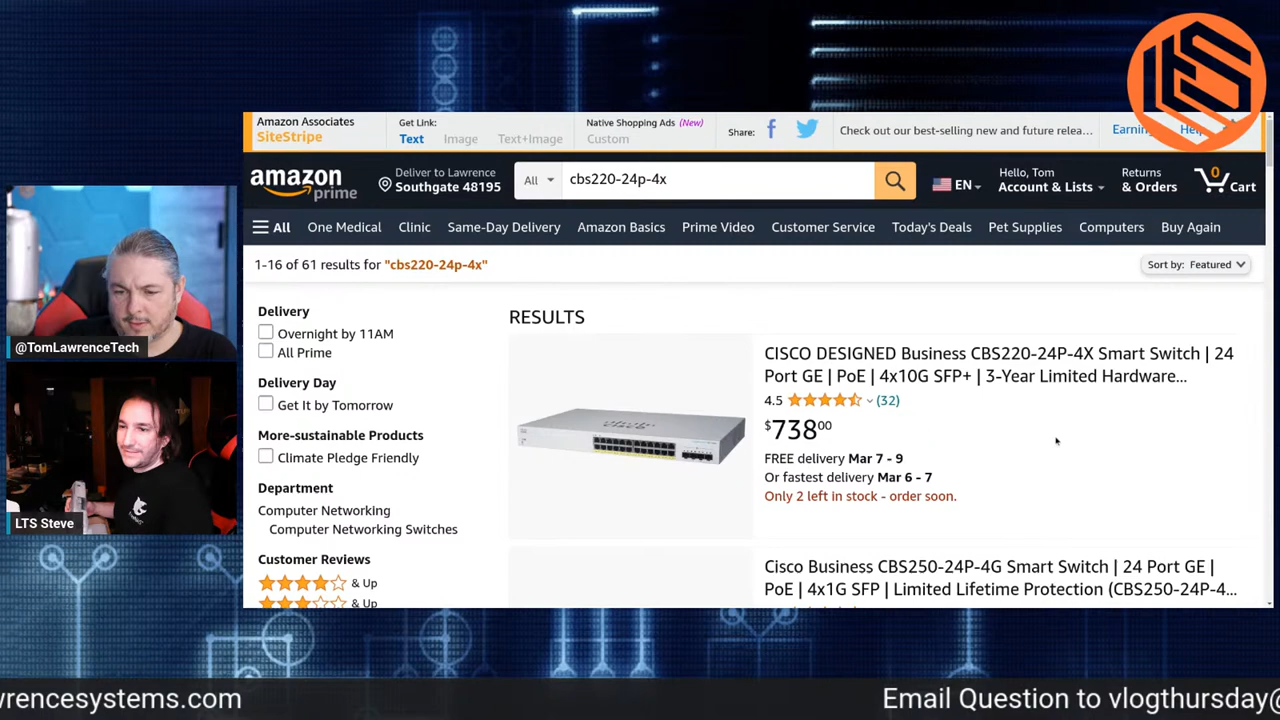 Amazon Associates
SiteStripe
Get Link:
Text Image Text+Image
Native Shopping Ads (New)
Custom
Share:
Check out our best-selling new and future relea...
Earnin
Help
amazon prime
Deliver to Lawrence
Southgate 48195
All cbs220-24p-4x
EN
Hello, Tom
Account & Lists
Returns
& Orders
0
Cart
All One Medical Clinic Same-Day Delivery Amazon Basics Prime Video Customer Service Today's Deals Pet Supplies Computers Buy Again
1-16 of 61 results for "cbs220-24p-4x"
Sort by: Featured
Delivery
Overnight by 11AM
All Prime
Delivery Day
Get It by Tomorrow
More-sustainable Products
Climate Pledge Friendly
Department
Computer Networking
Computer Networking Switches
Customer Reviews
& Up
& Up
RESULTS
CISCO DESIGNED Business CBS220-24P-4X Smart Switch | 24
Port GE | PoE | 4x10G SFP+ | 3-Year Limited Hardware...
4.5 (32)
$73800
FREE delivery Mar 7 - 9
Or fastest delivery Mar 6 - 7
Only 2 left in stock - order soon.
Cisco Business CBS250-24P-4G Smart Switch | 24 Port GE |
PoE | 4x1G SFP | Limited Lifetime Protection (CBS250-24P-4...
@TomLawrenceTech
LTS Steve
wrencesystems.com
Email Question to vlogthursday@